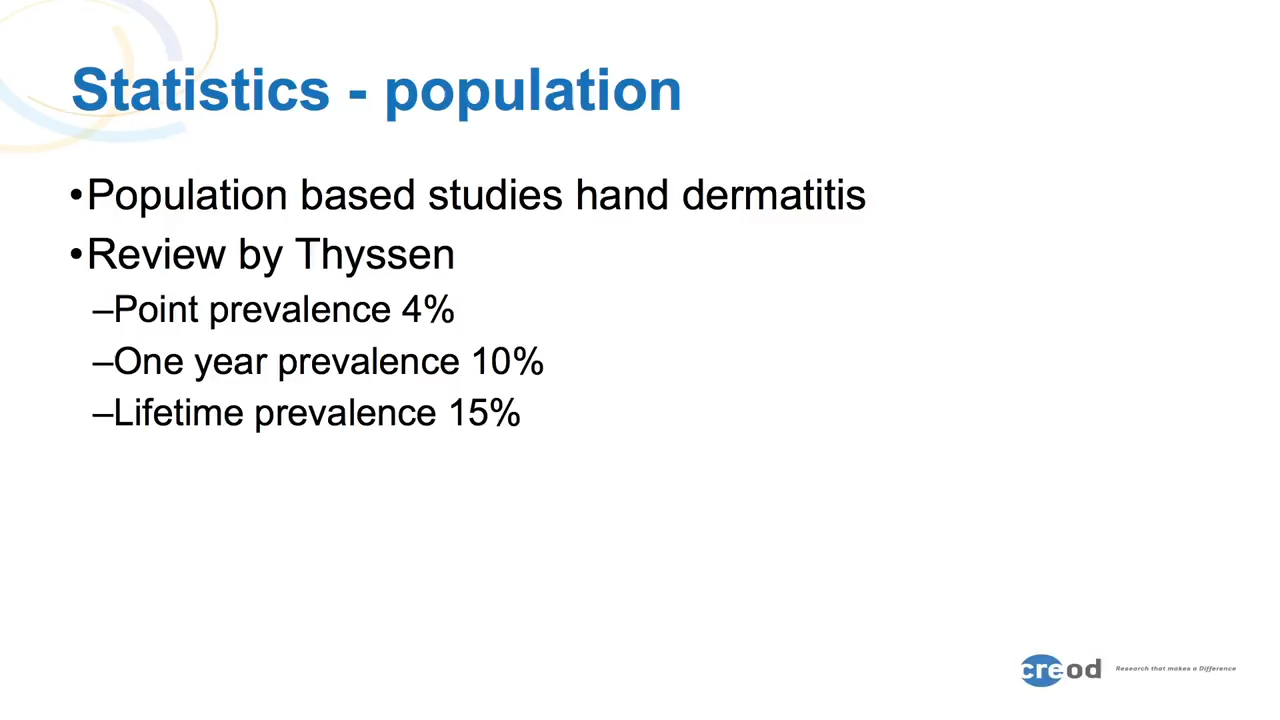 Statistics - population
•Population based studies hand dermatitis
•Review by Thyssen
–Point prevalence 4%
–One year prevalence 10%
–Lifetime prevalence 15%
creod Research that makes a Difference